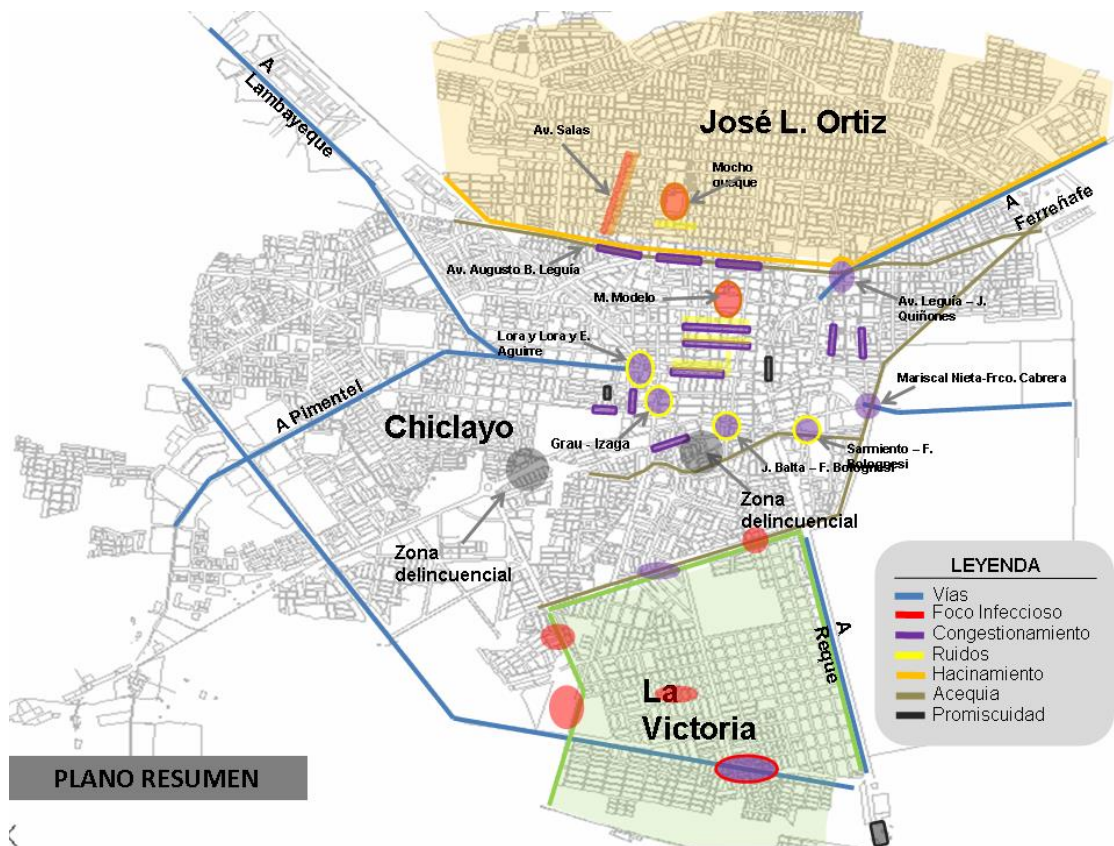 A
Lambayeque
José L. Ortiz
Av. Salas
Mocho
queque
A
Ferreñafe
Av. Augusto B. Leguía
M. Modelo
Av. Leguía – J.
Quiñones
Lora y Lora y E.
Aguirre
Mariscal Nieta-Frco. Cabrera
A Pimentel
Chiclayo
Grau - Izaga
Sarmiento – F.
Bolognesi
J. Balta – F. Bolognesi
Zona
delincuencial
Zona
delincuencial
A
Reque
La
Victoria
LEYENDA
Vías
Foco Infeccioso
Congestionamiento
Ruidos
Hacinamiento
Acequia
Promiscuidad
PLANO RESUMEN